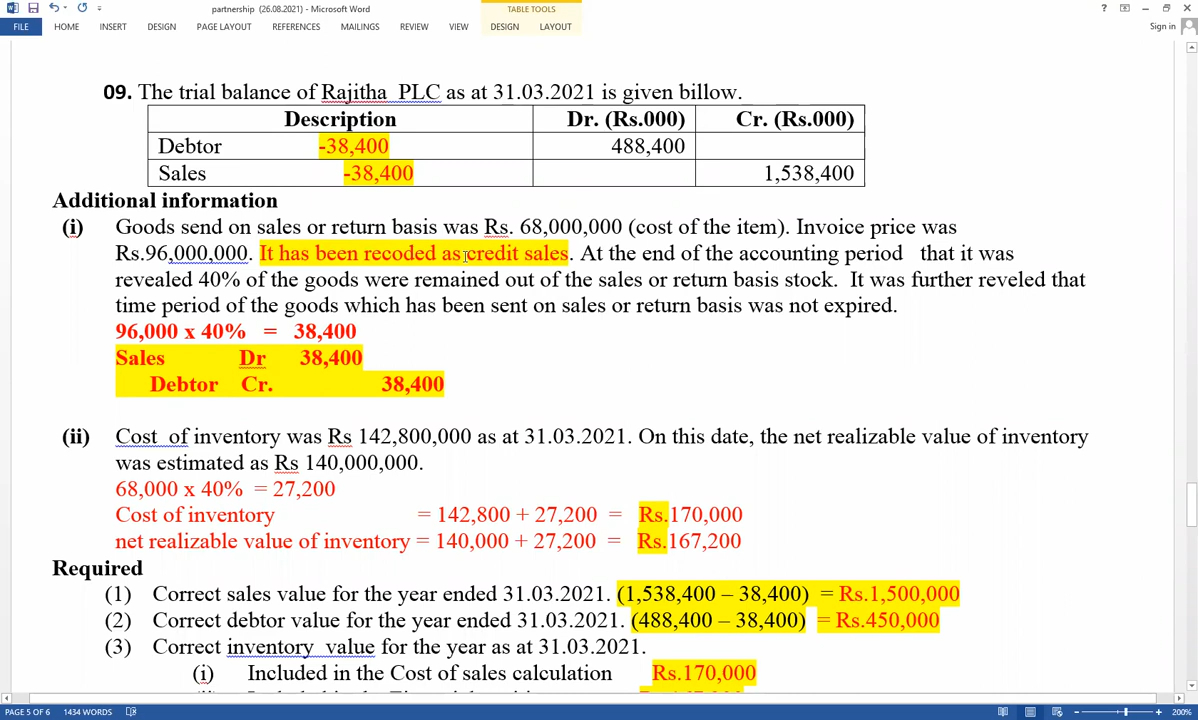 partnership (26.08.2021) - Microsoft Word
TABLE TOOLS
?
FILE HOME INSERT DESIGN PAGE LAYOUT REFERENCES MAILINGS REVIEW VIEW DESIGN LAYOUT
Sign in
09. The trial balance of Rajitha PLC as at 31.03.2021 is given billow.
Description Dr. (Rs.000) Cr. (Rs.000)
Debtor -38,400 488,400
Sales -38,400 1,538,400
Additional information
(i) Goods send on sales or return basis was Rs. 68,000,000 (cost of the item). Invoice price was
Rs.96,000,000. It has been recoded as credit sales. At the end of the accounting period that it was
revealed 40% of the goods were remained out of the sales or return basis stock. It was further reveled that
time period of the goods which has been sent on sales or return basis was not expired.
96,000 x 40% = 38,400
Sales Dr 38,400
Debtor Cr. 38,400
(ii) Cost of inventory was Rs 142,800,000 as at 31.03.2021. On this date, the net realizable value of inventory
was estimated as Rs 140,000,000.
68,000 x 40% = 27,200
Cost of inventory = 142,800 + 27,200 = Rs.170,000
net realizable value of inventory = 140,000 + 27,200 = Rs.167,200
Required
(1) Correct sales value for the year ended 31.03.2021. (1,538,400 – 38,400) = Rs.1,500,000
(2) Correct debtor value for the year ended 31.03.2021. (488,400 – 38,400) = Rs.450,000
(3) Correct inventory value for the year as at 31.03.2021.
(i) Included in the Cost of sales calculation Rs.170,000
PAGE 5 OF 6 1434 WORDS
200%